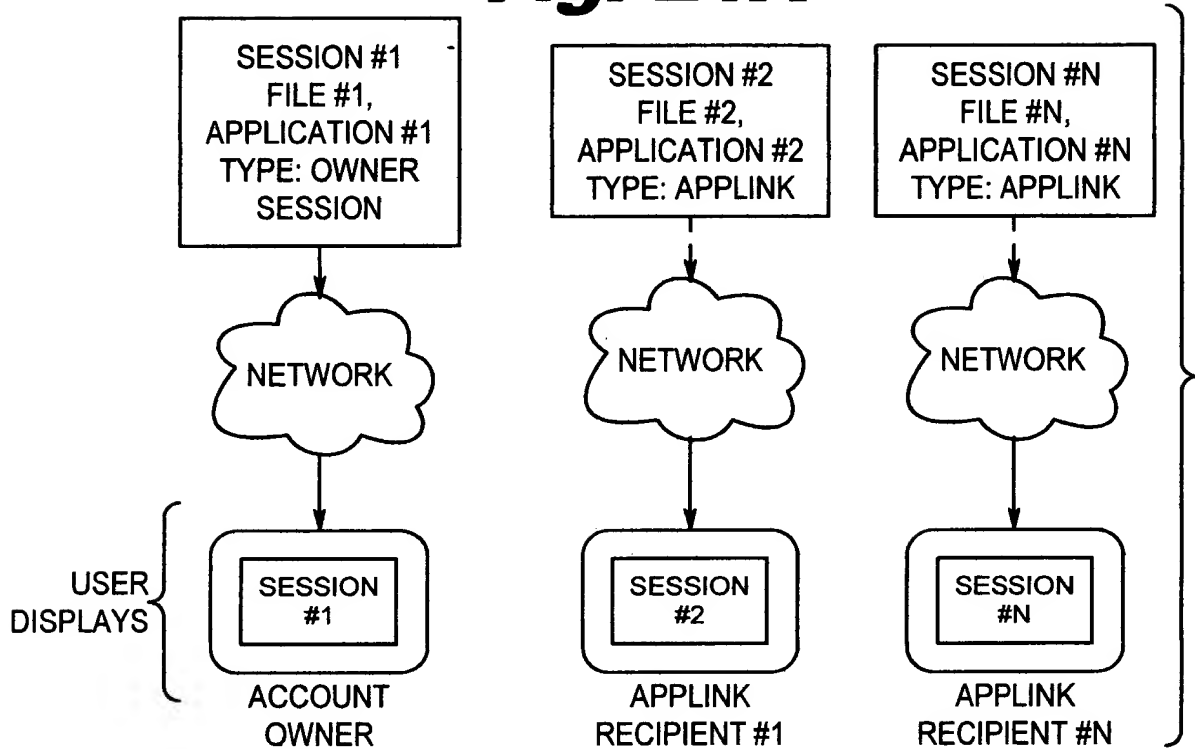 SESSION #1
FILE #1,
APPLICATION #1
TYPE: OWNER
SESSION
SESSION #2
FILE #2,
APPLICATION #2
TYPE: APPLINK
SESSION #N
FILE #N,
APPLICATION #N
TYPE: APPLINK
NETWORK
NETWORK
NETWORK
USER
DISPLAYS
SESSION
#1
SESSION
#2
SESSION
#N
ACCOUNT
OWNER
APPLINK
RECIPIENT #1
APPLINK
RECIPIENT #N